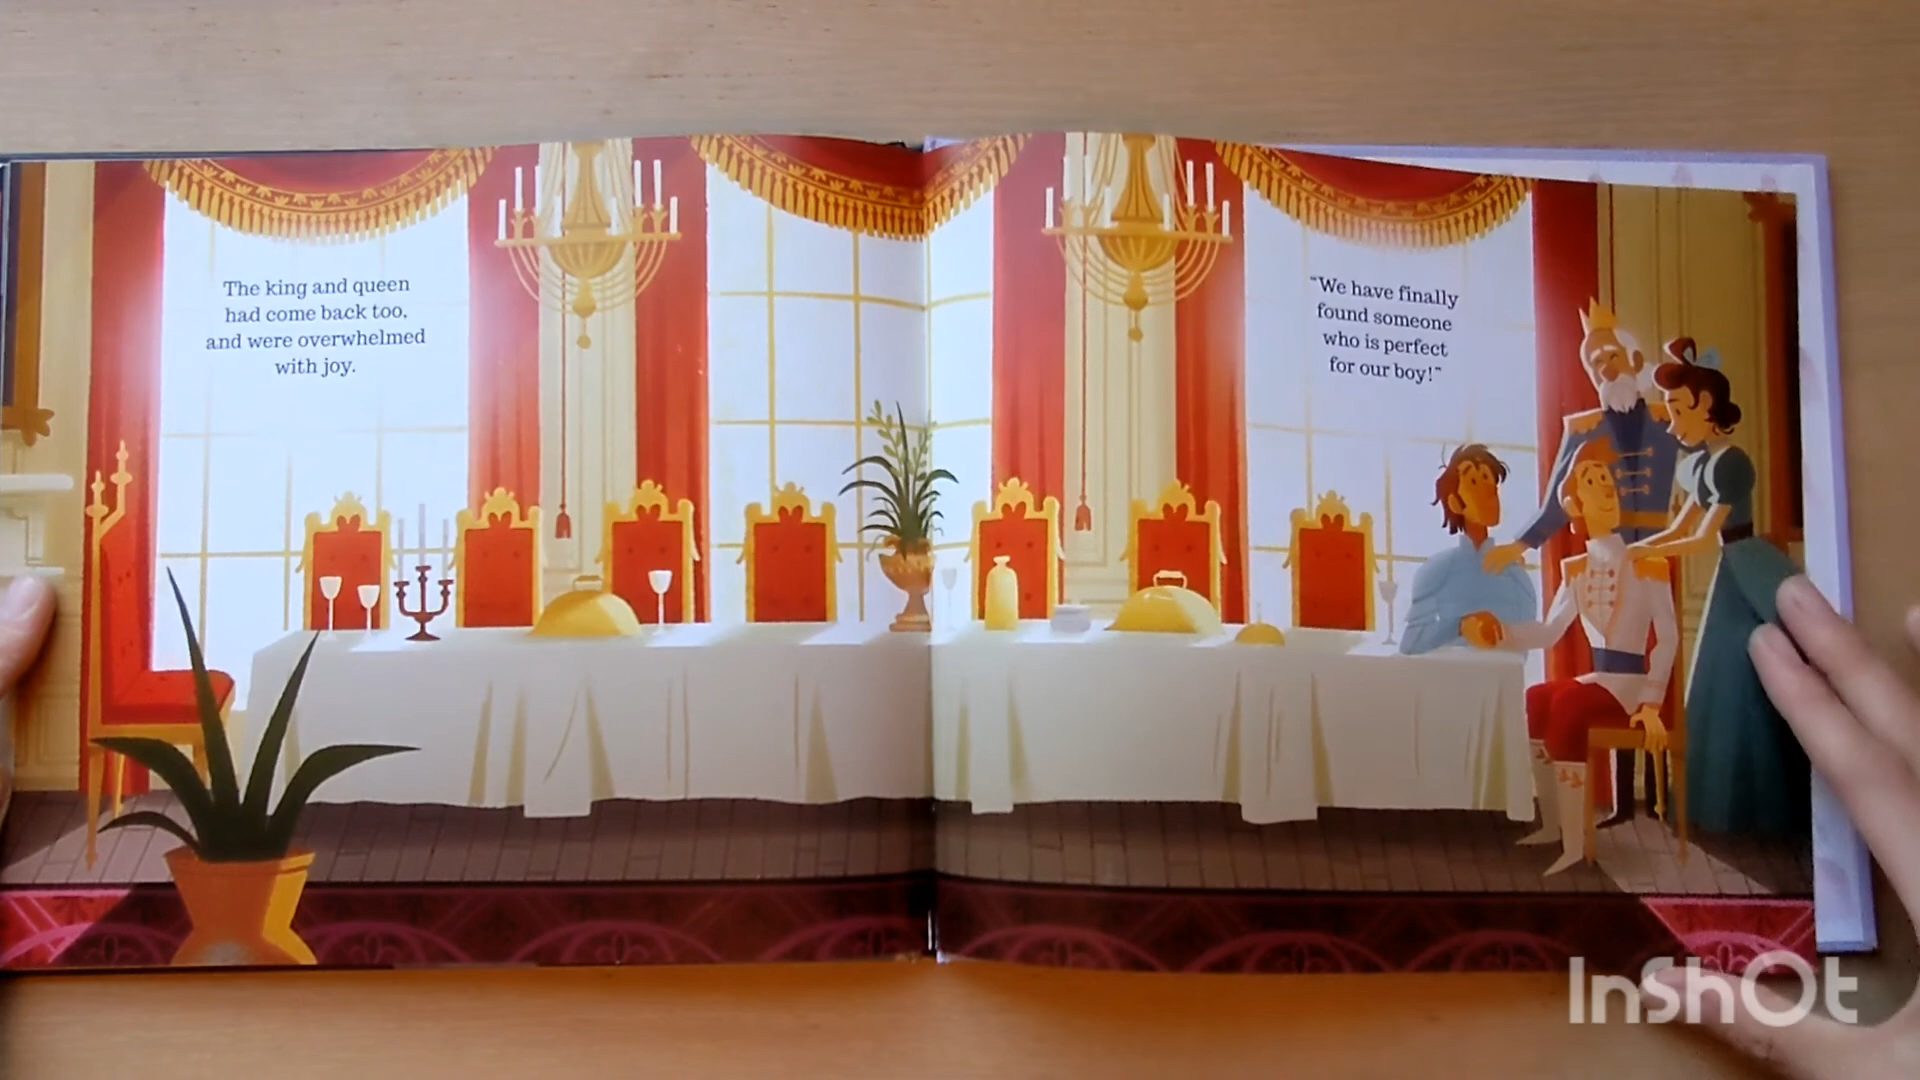 The king and queen
had come back too,
and were overwhelmed
with joy.
“We have finally
found someone
who is perfect
for our boy!”
InShOt